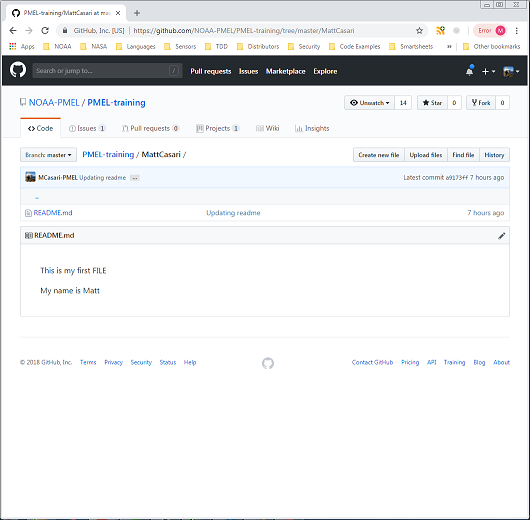 PMEL-training/MattCasari at ma
GitHub, Inc. [US] | https://github.com/NOAA-PMEL/PMEL-training/tree/master/MattCasari
Error M
Apps NOAA NASA Languages Sensors TDD Distributors Security Code Examples Smartsheets » Other bookmarks
Search or jump to... / Pull requests Issues Marketplace Explore
NOAA-PMEL / PMEL-training
Unwatch 14 Star 0 Fork 0
Code Issues 1 Pull requests 0 Projects 1 Wiki Insights
Branch: master PMEL-training / MattCasari / Create new file Upload files Find file History
MCasari-PMEL Updating readme ... Latest commit a9173ff 7 hours ago
..
README.md Updating readme 7 hours ago
README.md
This is my first FILE
My name is Matt
© 2018 GitHub, Inc. Terms Privacy Security Status Help Contact GitHub Pricing API Training Blog About